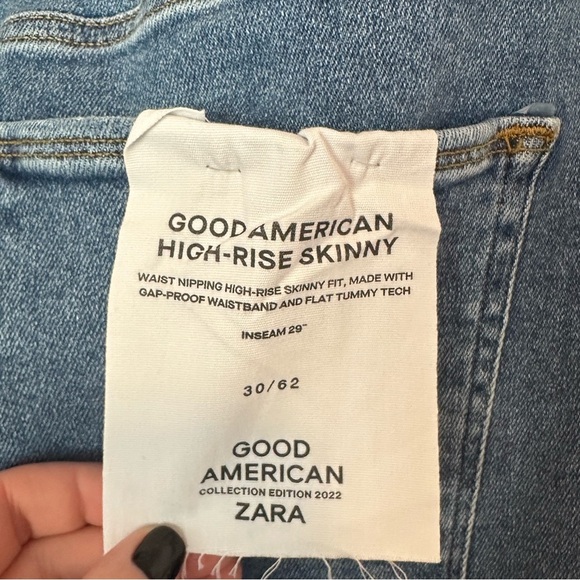 GOOD AMERICAN
HIGH-RISE SKINNY
WAIST NIPPING HIGH-RISE SKINNY FIT, MADE WITH
GAP-PROOF WAISTBAND AND FLAT TUMMY TECH
INSEAM 29"
30/62
GOOD
AMERICAN
COLLECTION EDITION 2022
ZARA